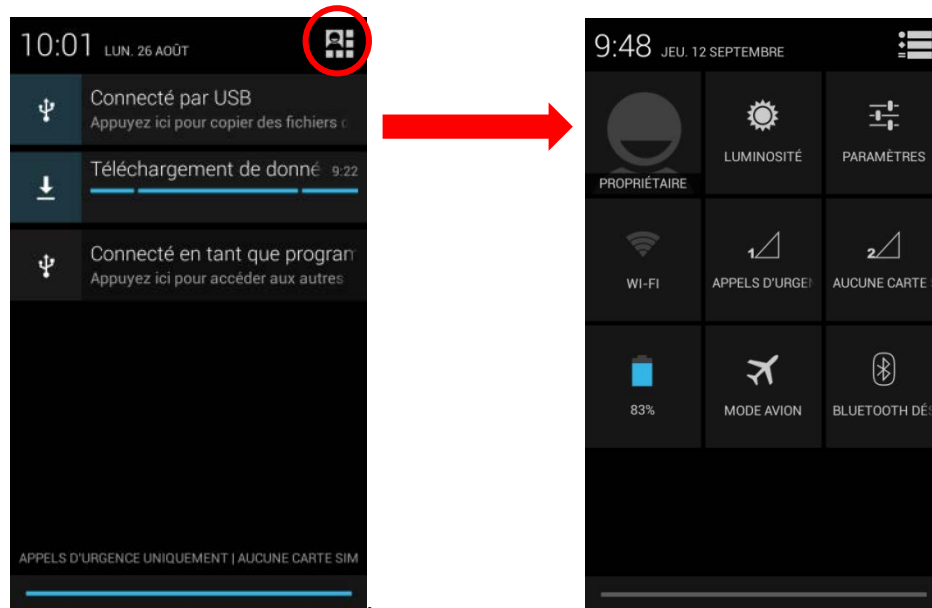 10:01 LUN. 26 AOÛT
Connecté par USB
Appuyez ici pour copier des fichiers
Téléchargement de donné 9:22
Connecté en tant que program
Appuyez ici pour accéder aux autres
APPELS D'URGENCE UNIQUEMENT | AUCUNE CARTE SIM
9:48 JEU. 12 SEPTEMBRE
PROPRIÉTAIRE
LUMINOSITÉ
PARAMÈTRES
WI-FI
1
APPELS D'URGEN
2
AUCUNE CARTE
83%
MODE AVION
BLUETOOTH DÉS